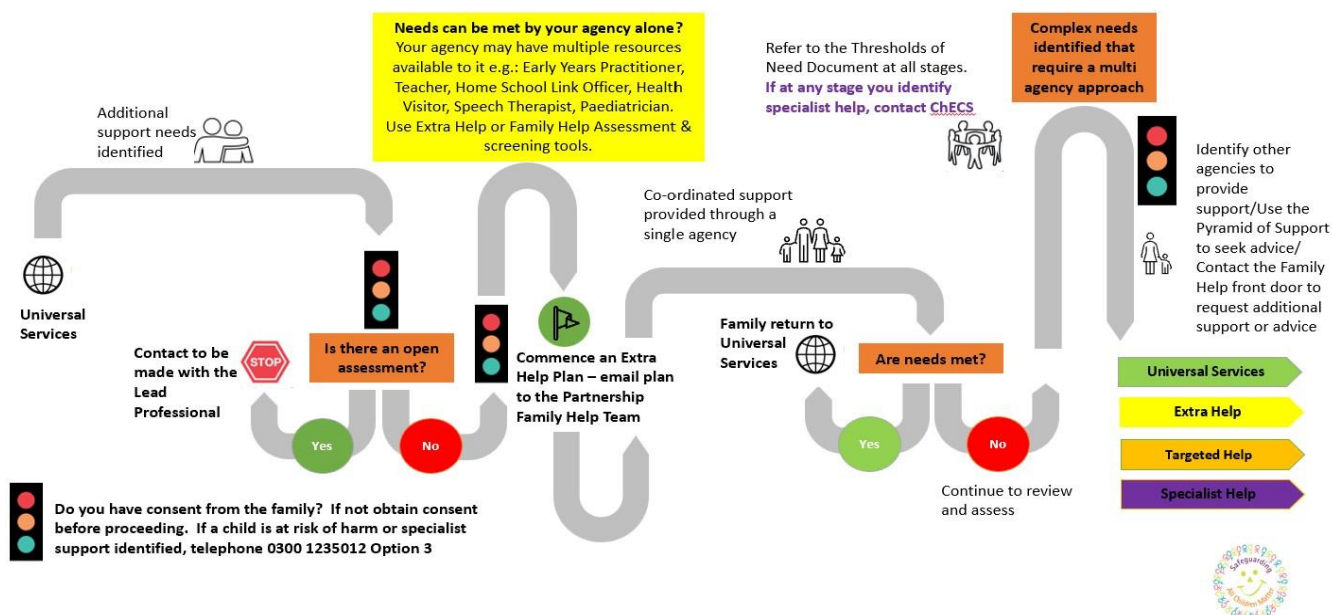 Additional
support needs
identified
Universal
Services
Needs can be met by your agency alone?
Your agency may have multiple resources
available to it e.g.: Early Years Practitioner,
Teacher, Home School Link Officer, Health
Visitor, Speech Therapist, Paediatrician.
Use Extra Help or Family Help Assessment &
screening tools.
Refer to the Thresholds of
Need Document at all stages.
If at any stage you identify
specialist help, contact ChECS
Complex needs
identified that
require a multi
agency approach
Contact to be
made with the
Lead
Professional
STOP
Is there an open
assessment?
Yes
No
Commence an Extra
Help Plan – email plan
to the Partnership
Family Help Team
Co-ordinated support
provided through a
single agency
Family return to
Universal
Services
Are needs met?
Yes
No
Continue to review
and assess
Identify other
agencies to
provide
support/Use the
Pyramid of Support
to seek advice/
Contact the Family
Help front door to
request additional
support or advice
Universal Services
Extra Help
Targeted Help
Specialist Help
Do you have consent from the family? If not obtain consent
before proceeding. If a child is at risk of harm or specialist
support identified, telephone 0300 1235012 Option 3
Safeguarding
All Children Matter